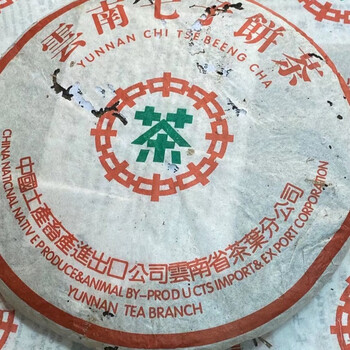 雲南七子餅茶
YUNNAN CHI TSE BEENG CHA
茶
中國土產畜產進出口公司雲南省茶葉分公司
CHINA NATIONAL NATIVE PRODUCE&ANIMAL BY-PRODUCTS IMPORT&EXPORT CORPORATION
YUNNAN TEA BRANCH